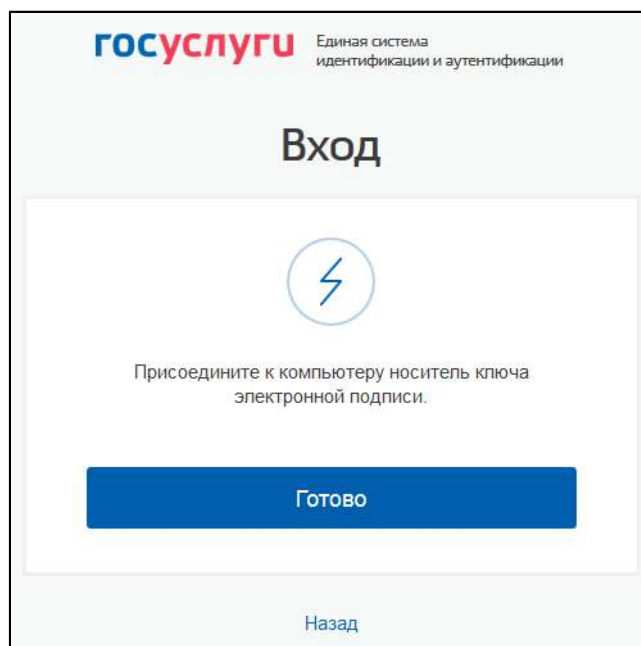 госуслуги
Единая система
идентификации и аутентификации
Вход
Присоедините к компьютеру носитель ключа
электронной подписи.
Готово
Назад